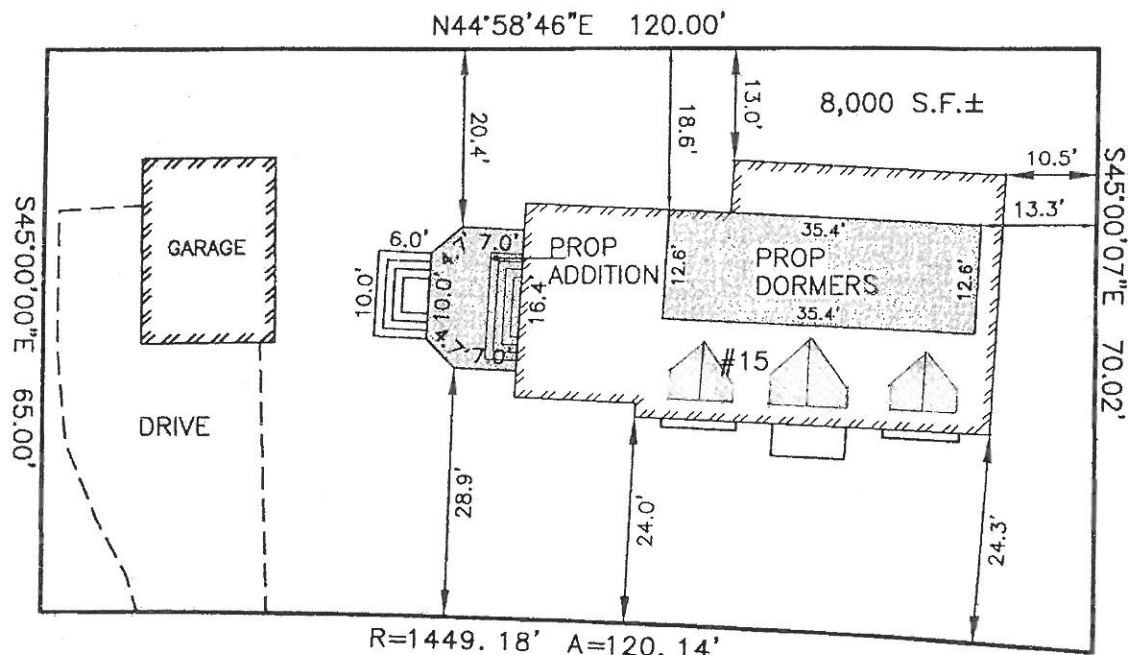 N44°58'46"E 120.00'
8,000 S.F.±
13.0'
18.6'
20.4'
10.5'
13.3'
S45°00'07"E 70.02'
S45°00'00"E 65.00'
GARAGE
DRIVE
6.0'
10.0'
4.7'
7.0'
10.0'
4.7'
7.0'
16.4'
PROP
ADDITION
12.6'
35.4'
PROP
DORMERS
35.4'
12.6'
#15
28.9'
24.0'
24.3'
R=1449.18' A=120.14'